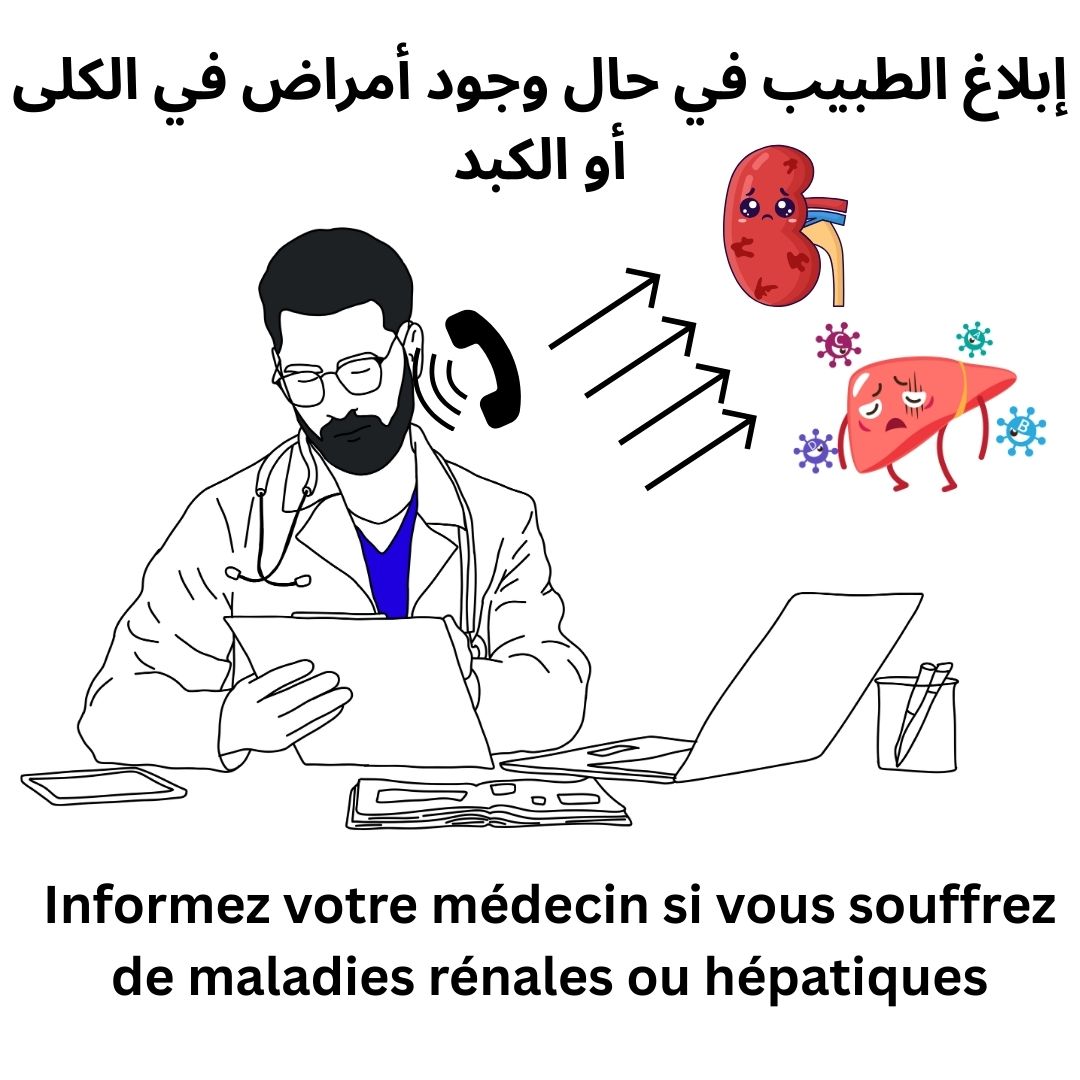 إبلاغ الطبيب في حال وجود أمراض في الكلى
أو الكبد
C
A
D
B
Informez votre médecin si vous souffrez
de maladies rénales ou hépatiques